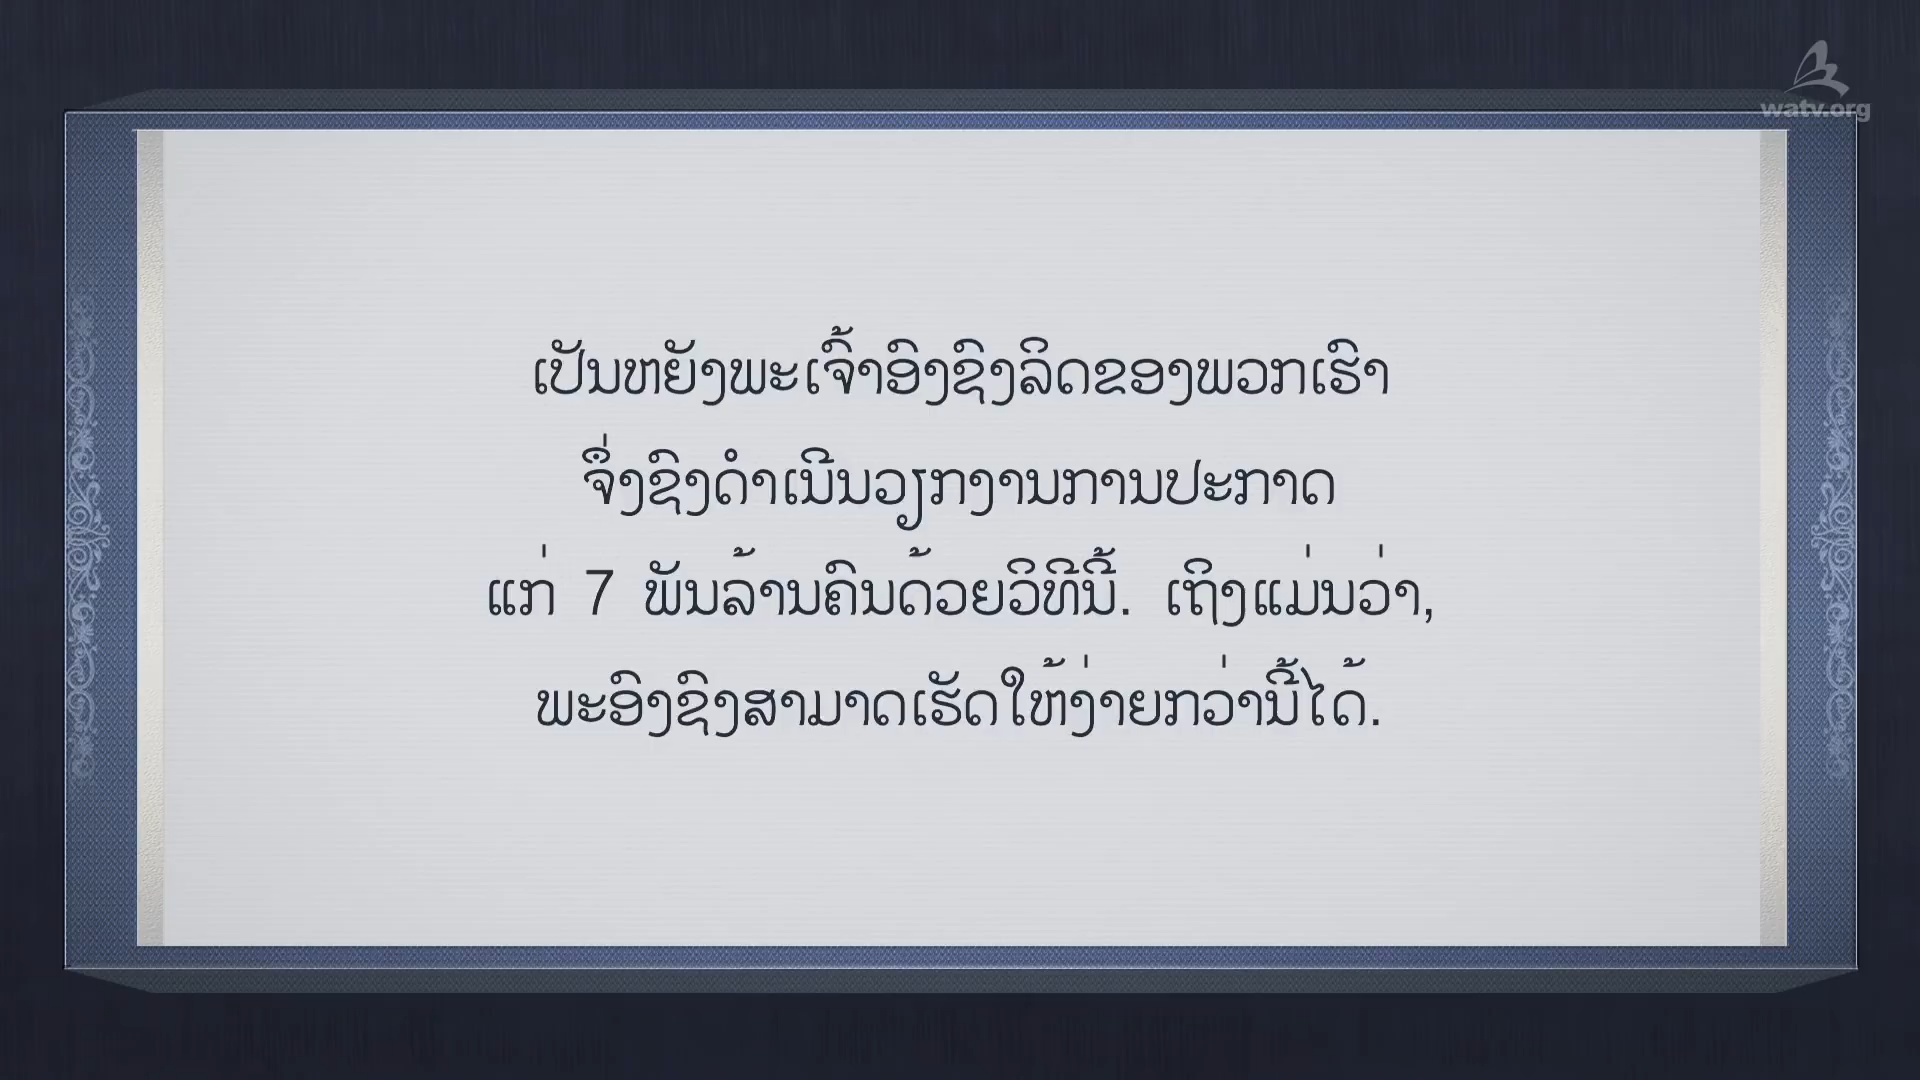 watv.org
ເປັນຫຍັງພະເຈົ້າອົງຊົງລິດຂອງພວກເຮົາ
ຈຶ່ງຊົງດຳເນີນວຽກງານການປະກາດ
ແກ່ 7 ພັນລ້ານຄົນດ້ວຍວິທີນີ້. ເຖິງແມ່ນວ່າ,
ພະອົງຊົງສາມາດເຮັດໃຫ້ງ່າຍກວ່ານີ້ໄດ້.